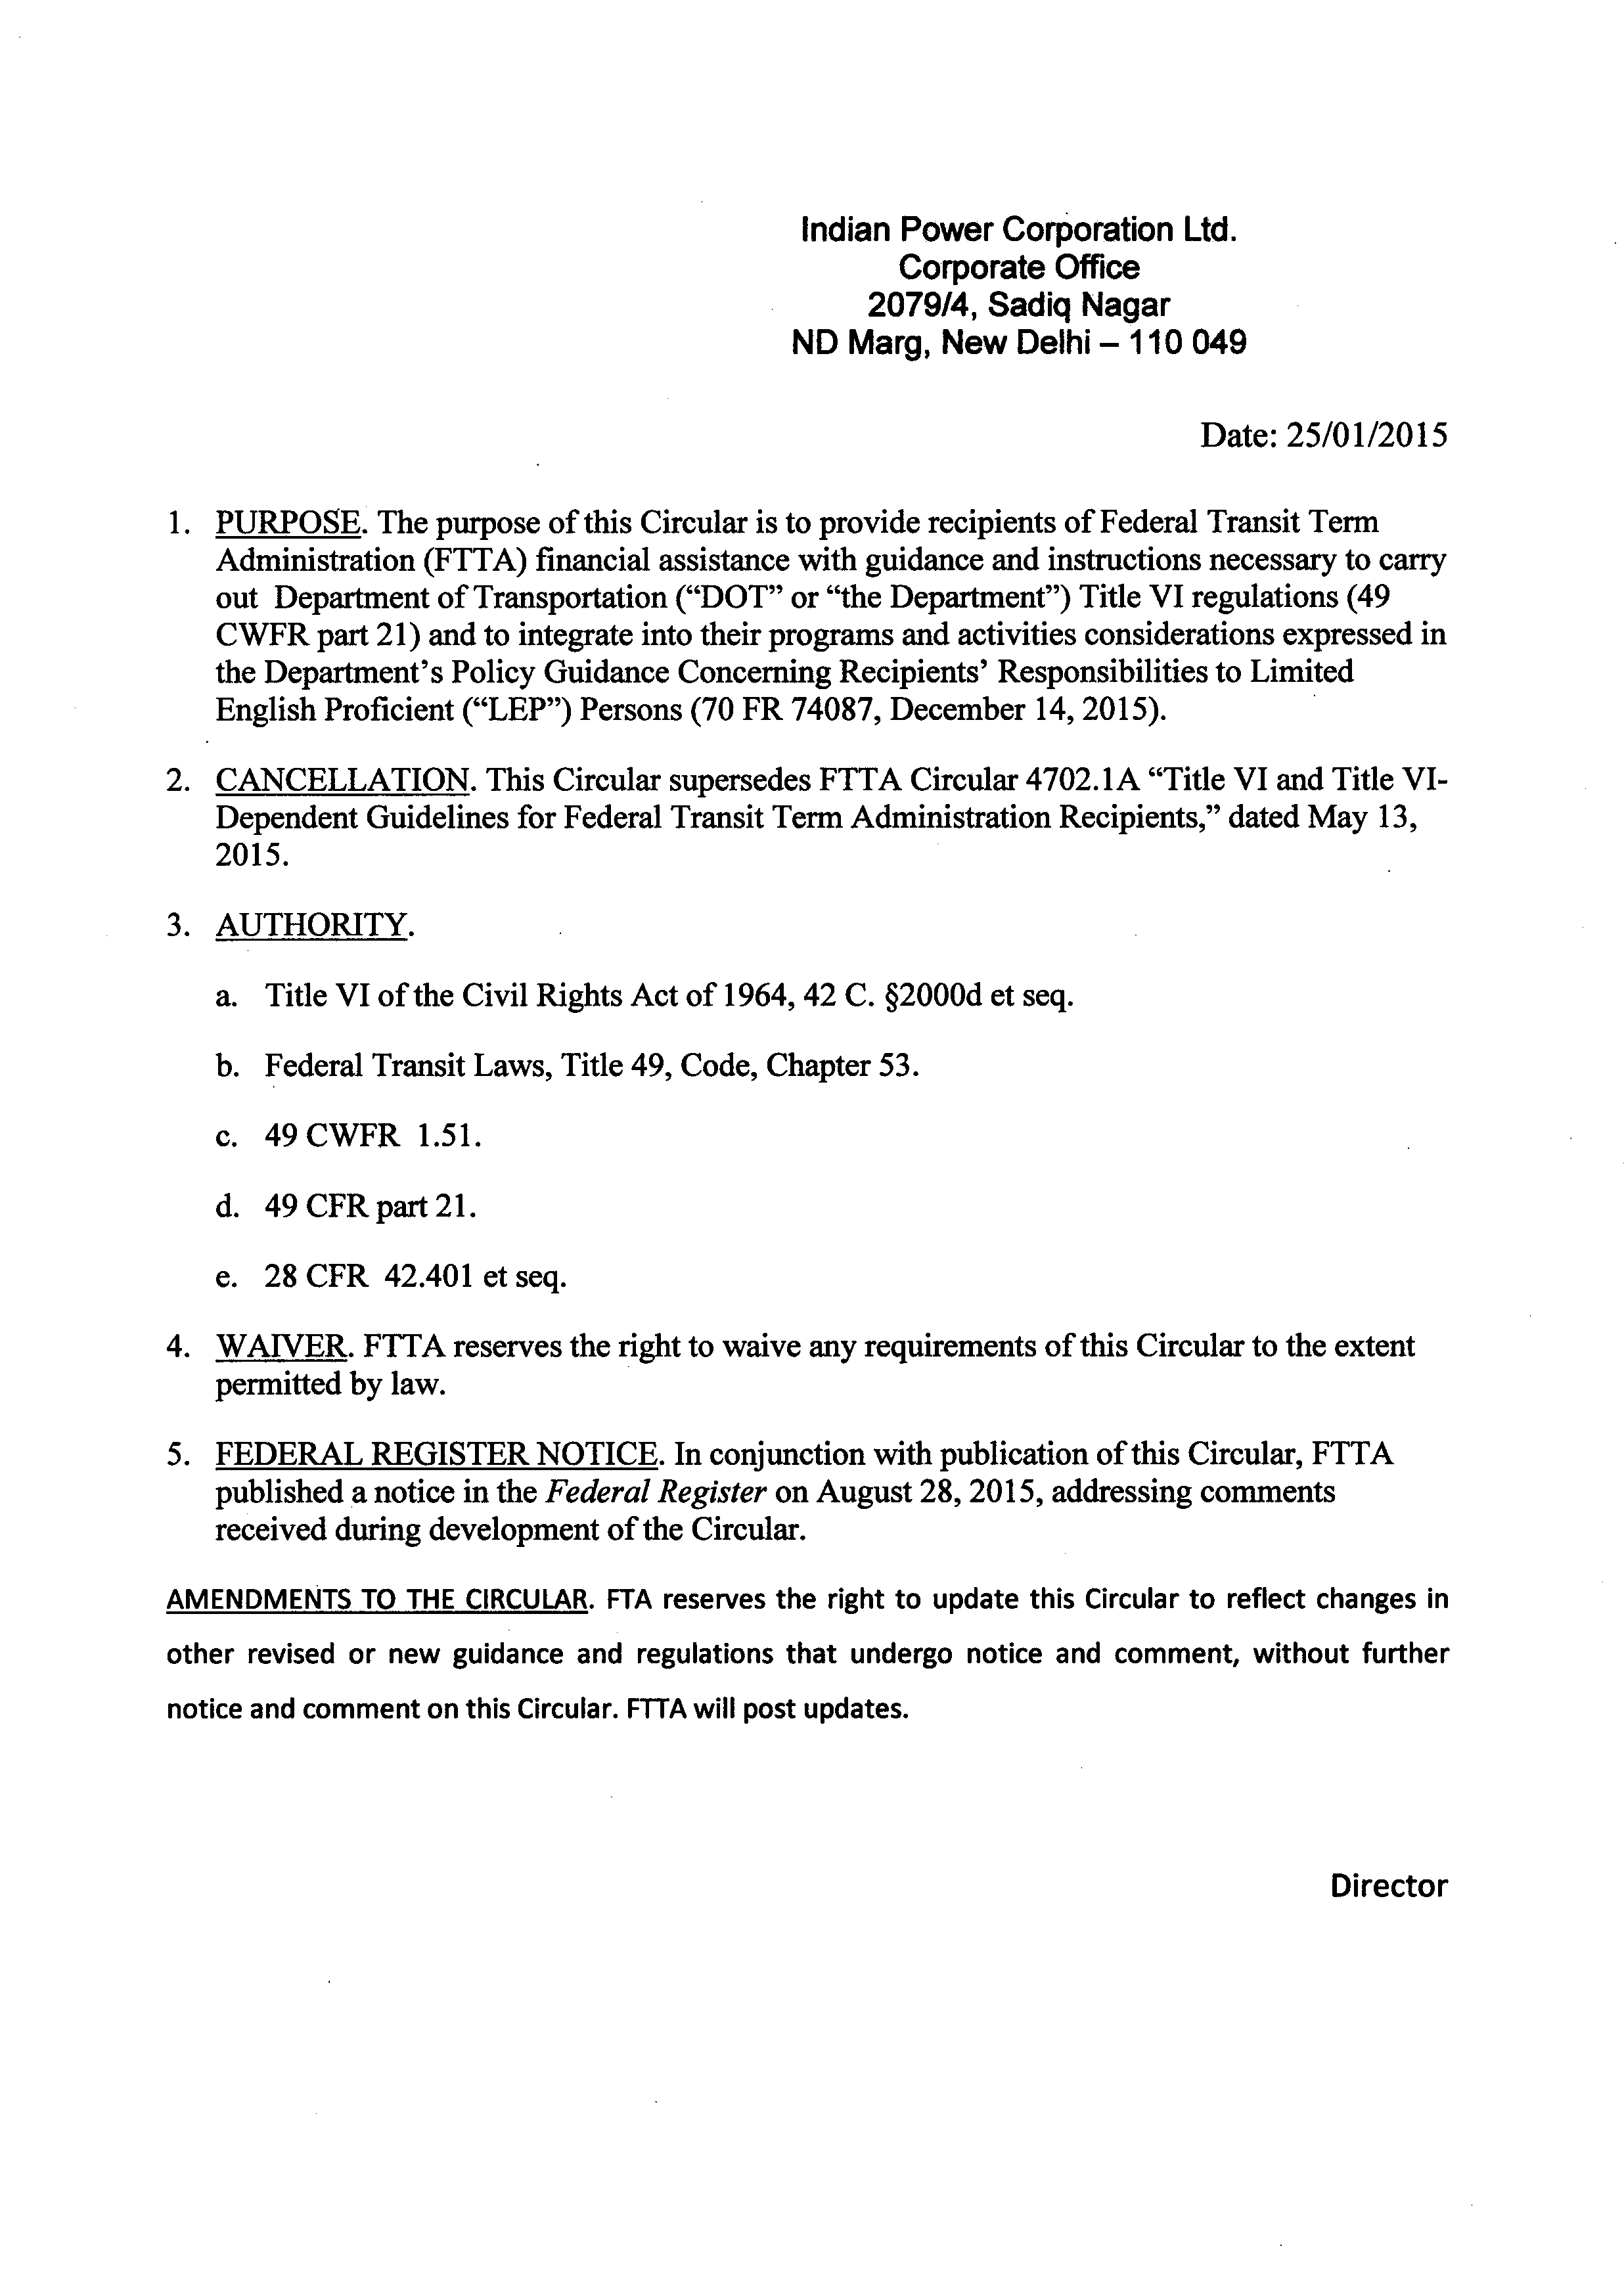 Indian Power Corporation Ltd.
Corporate Office
2079/4, Sadiq Nagar
ND Marg, New Delhi – 110 049
Date: 25/01/2015
1. PURPOSE. The purpose of this Circular is to provide recipients of Federal Transit Term
Administration (FTTA) financial assistance with guidance and instructions necessary to carry
out Department of Transportation (“DOT” or “the Department”) Title VI regulations (49
CWFR part 21) and to integrate into their programs and activities considerations expressed in
the Department’s Policy Guidance Concerning Recipients’ Responsibilities to Limited
English Proficient (“LEP”) Persons (70 FR 74087, December 14, 2015).
2. CANCELLATION. This Circular supersedes FTTA Circular 4702.1A “Title VI and Title VI-
Dependent Guidelines for Federal Transit Term Administration Recipients,” dated May 13,
2015.
3. AUTHORITY.
a. Title VI of the Civil Rights Act of 1964, 42 C. §2000d et seq.
b. Federal Transit Laws, Title 49, Code, Chapter 53.
c. 49 CWFR 1.51.
d. 49 CFR part 21.
e. 28 CFR 42.401 et seq.
4. WAIVER. FTTA reserves the right to waive any requirements of this Circular to the extent
permitted by law.
5. FEDERAL REGISTER NOTICE. In conjunction with publication of this Circular, FTTA
published a notice in the Federal Register on August 28, 2015, addressing comments
received during development of the Circular.
AMENDMENTS TO THE CIRCULAR. FTA reserves the right to update this Circular to reflect changes in
other revised or new guidance and regulations that undergo notice and comment, without further
notice and comment on this Circular. FTTA will post updates.
Director